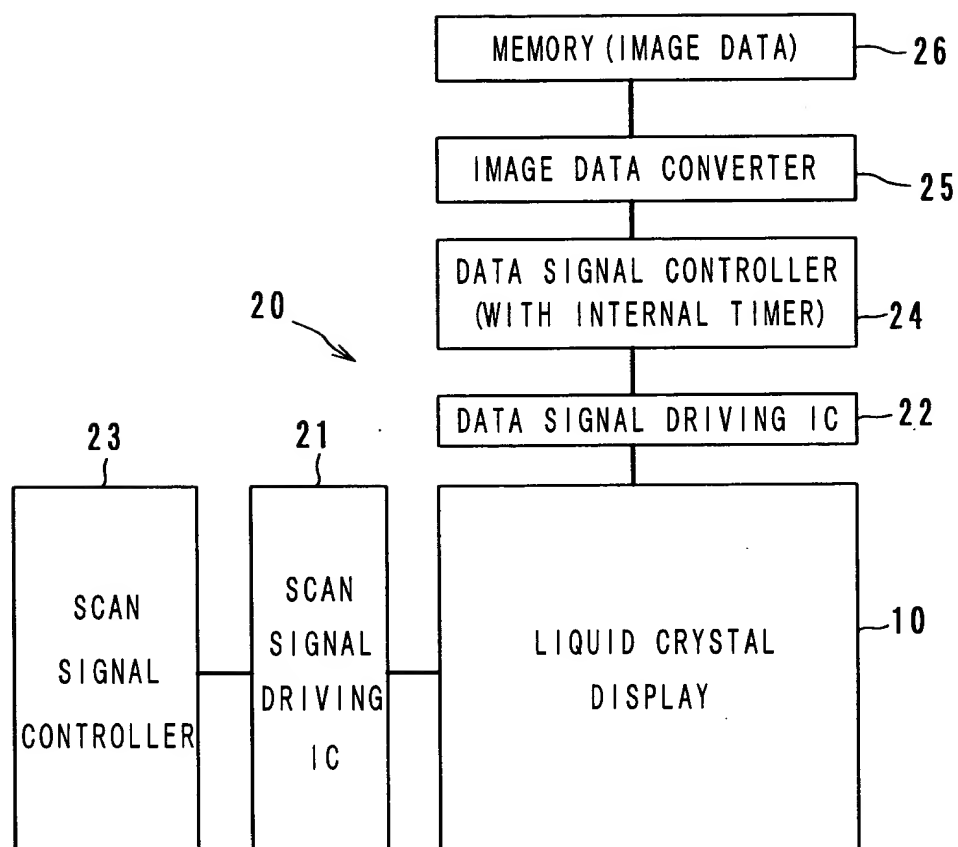 MEMORY (IMAGE DATA)
26
IMAGE DATA CONVERTER
25
DATA SIGNAL CONTROLLER
(WITH INTERNAL TIMER)
24
20
DATA SIGNAL DRIVING IC
22
23
21
SCAN
SIGNAL
CONTROLLER
SCAN
SIGNAL
DRIVING
IC
LIQUID CRYSTAL
DISPLAY
10